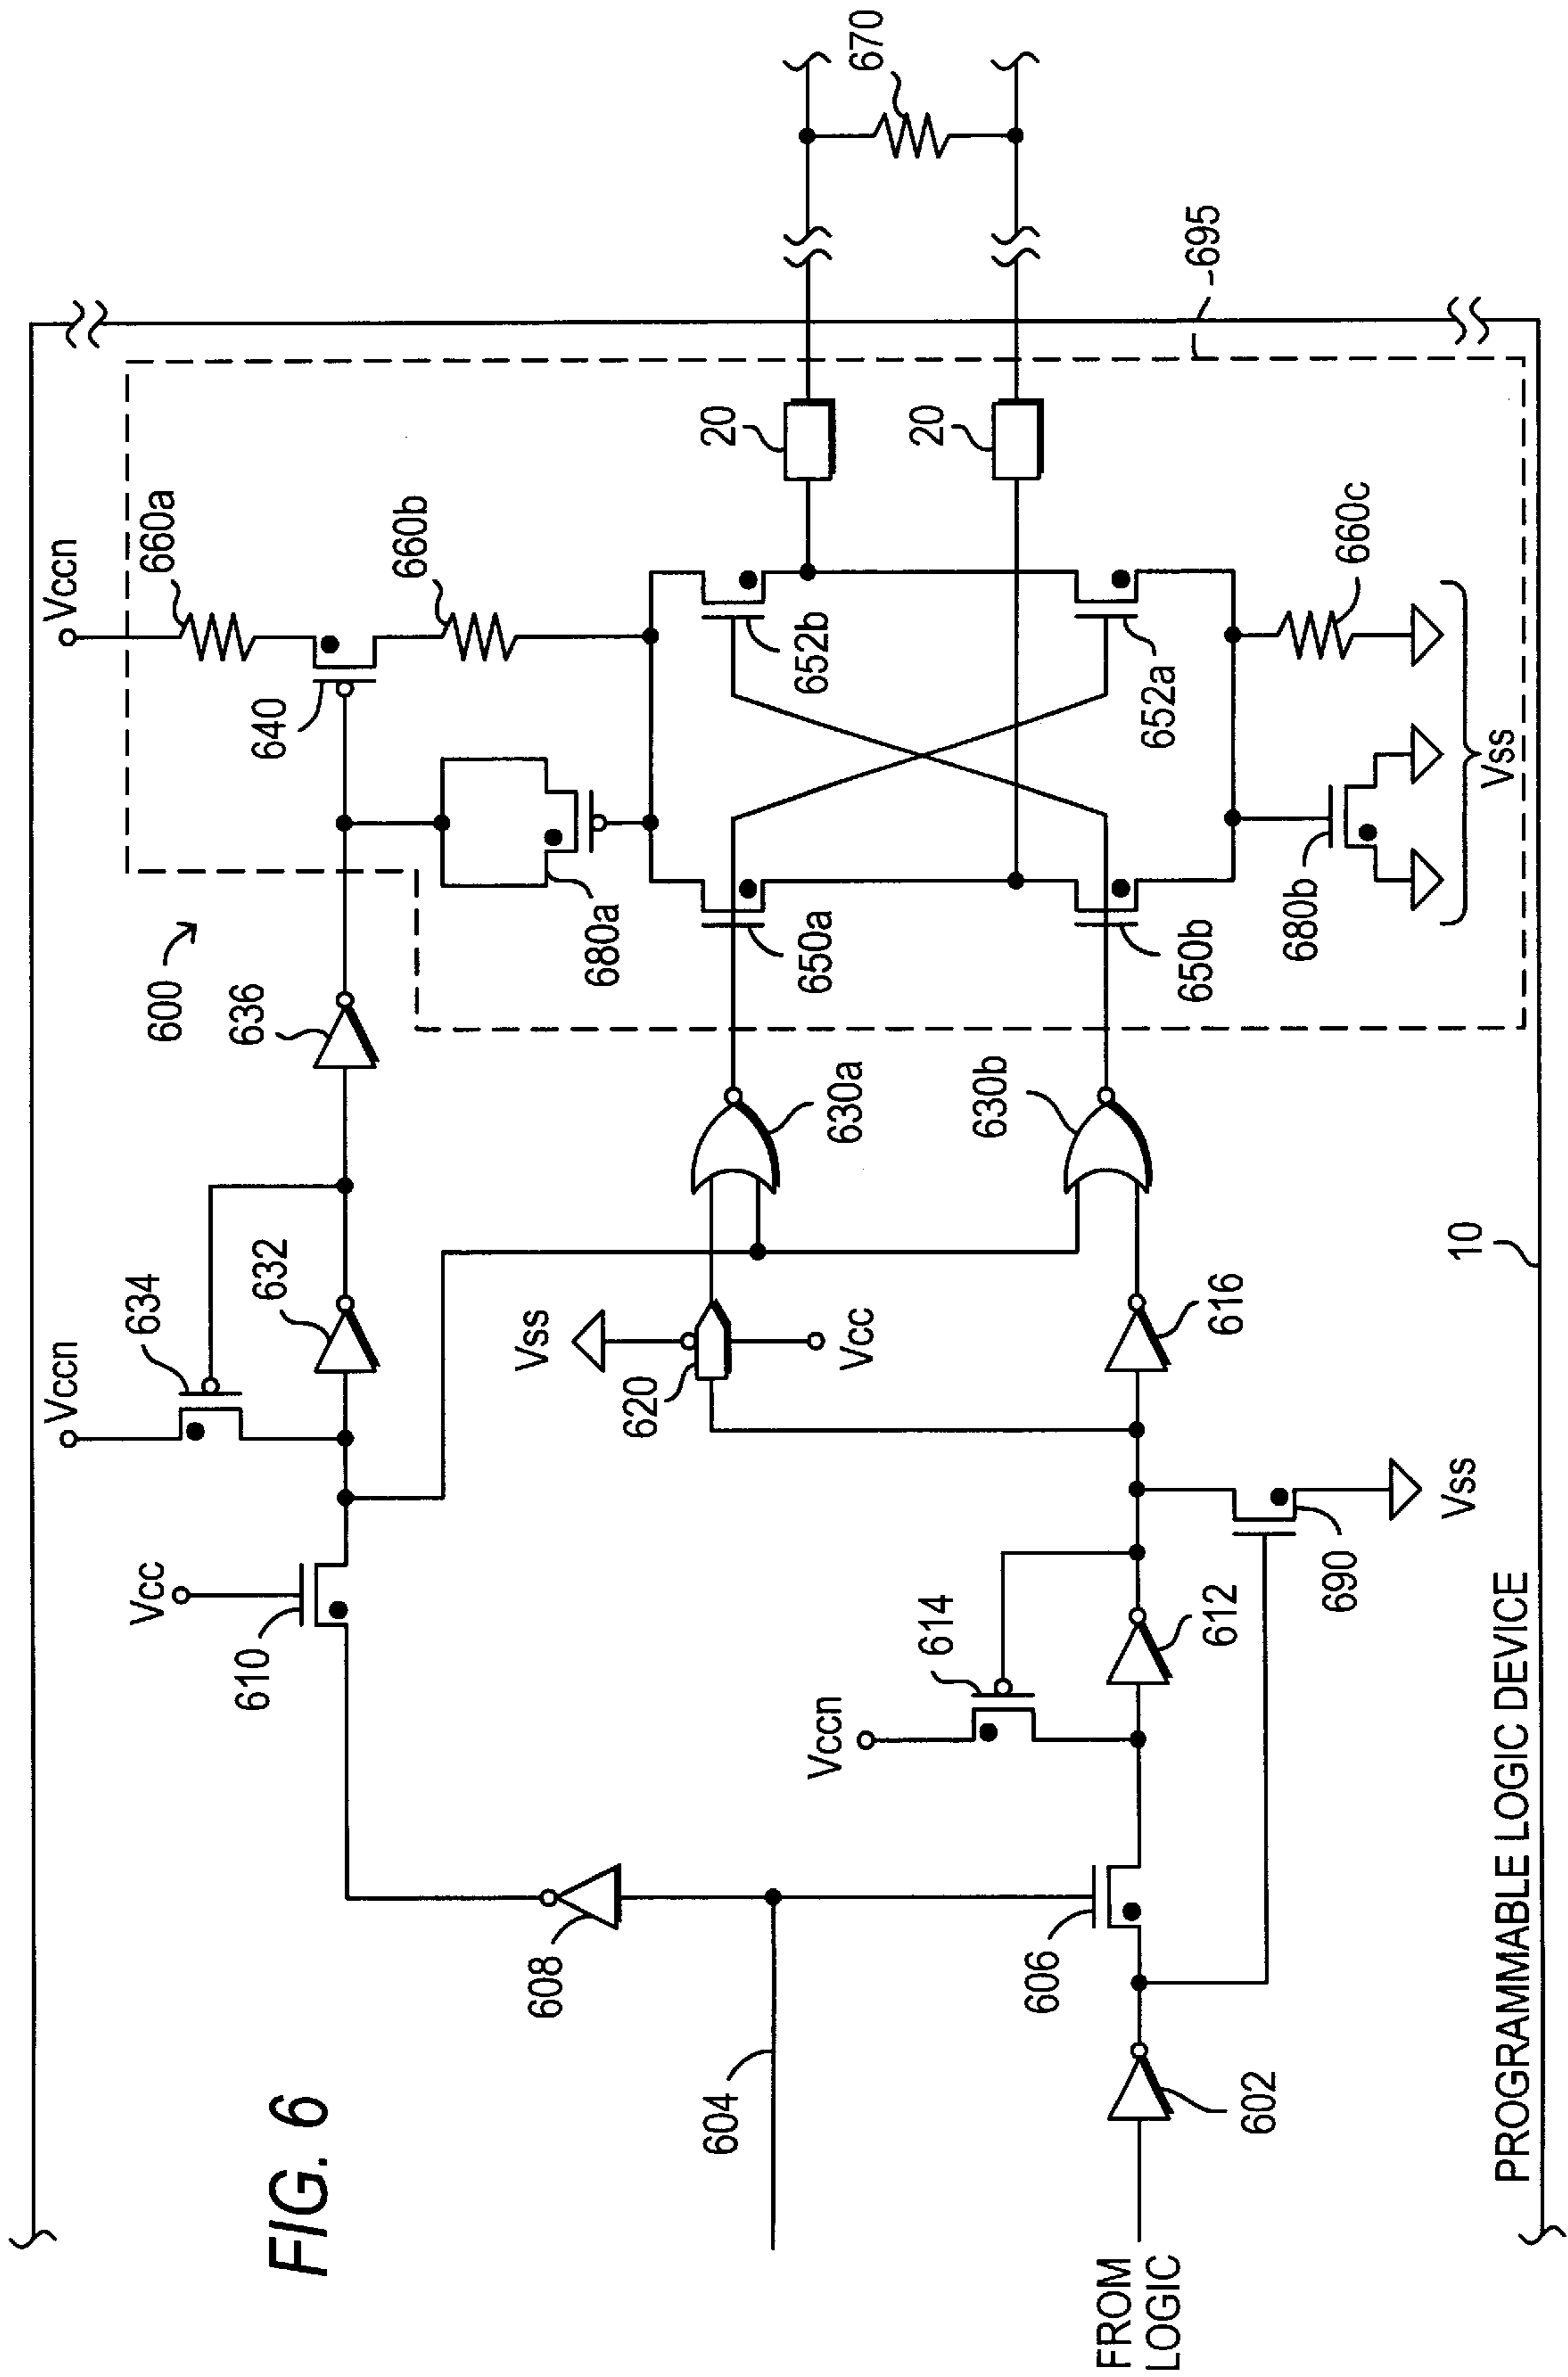 FIG. 6
600
Vccn
660a
640
660b
Vccn
634
632
636
680a
Vcc
610
608
604
Vss
620
Vcc
630a
630b
650a
652b
650b
652a
20
20
670
695
FROM
LOGIC
602
606
Vccn
614
612
616
690
Vss
680b
660c
Vss
10
PROGRAMMABLE LOGIC DEVICE